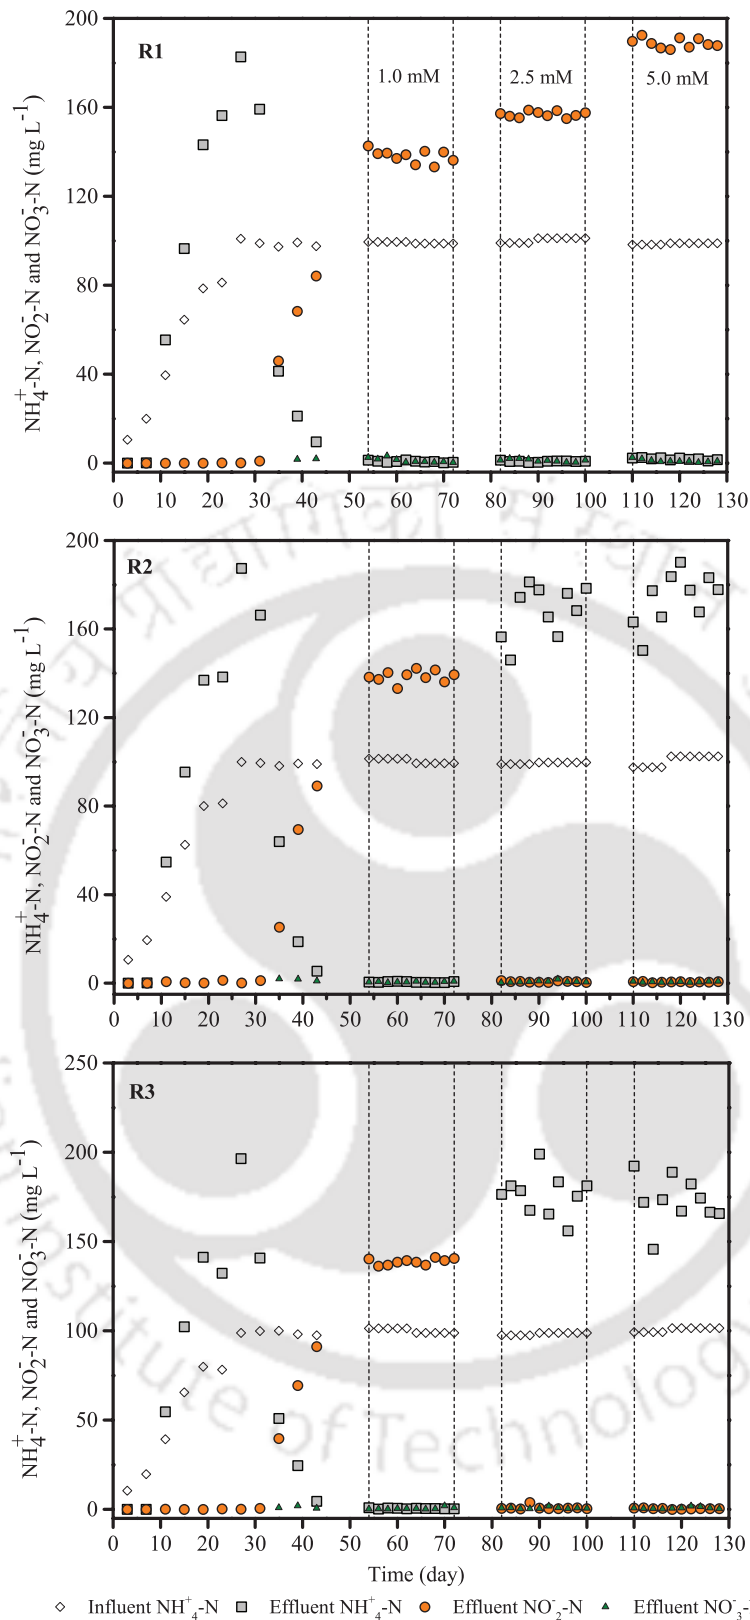 R1
1.0 mM
2.5 mM
5.0 mM
NH₄⁺-N, NO₂⁻-N and NO₃⁻-N (mg L⁻¹)
200
160
120
80
40
0
0 10 20 30 40 50 60 70 80 90 100 110 120 130
R2
NH₄⁺-N, NO₂⁻-N and NO₃⁻-N (mg L⁻¹)
200
160
120
80
40
0
0 10 20 30 40 50 60 70 80 90 100 110 120 130
R3
NH₄⁺-N, NO₂⁻-N and NO₃⁻-N (mg L⁻¹)
250
200
150
100
50
0
0 10 20 30 40 50 60 70 80 90 100 110 120 130
Time (day)
Influent NH₄⁺-N Effluent NH₄⁺-N Effluent NO₂⁻-N Effluent NO₃⁻-
Institute of Technology